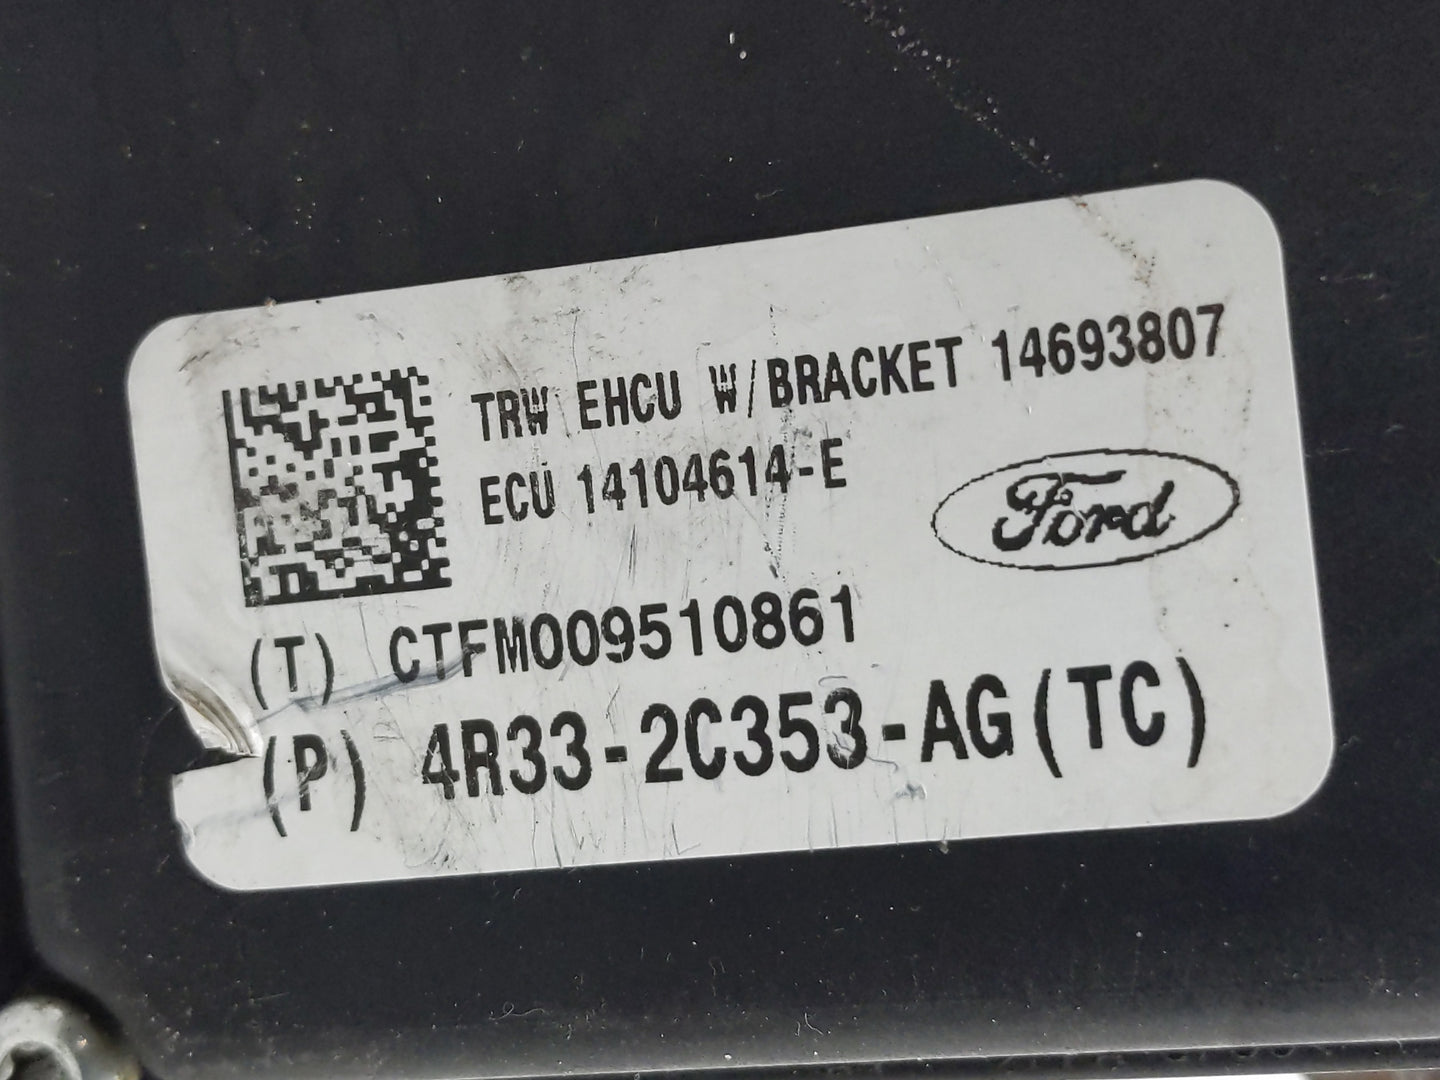 TRW EHCU W/BRACKET 14693807
ECU 14104614-E
Ford
(T) CTFM009510861
(P) 4R33-2C353-AG(TC)